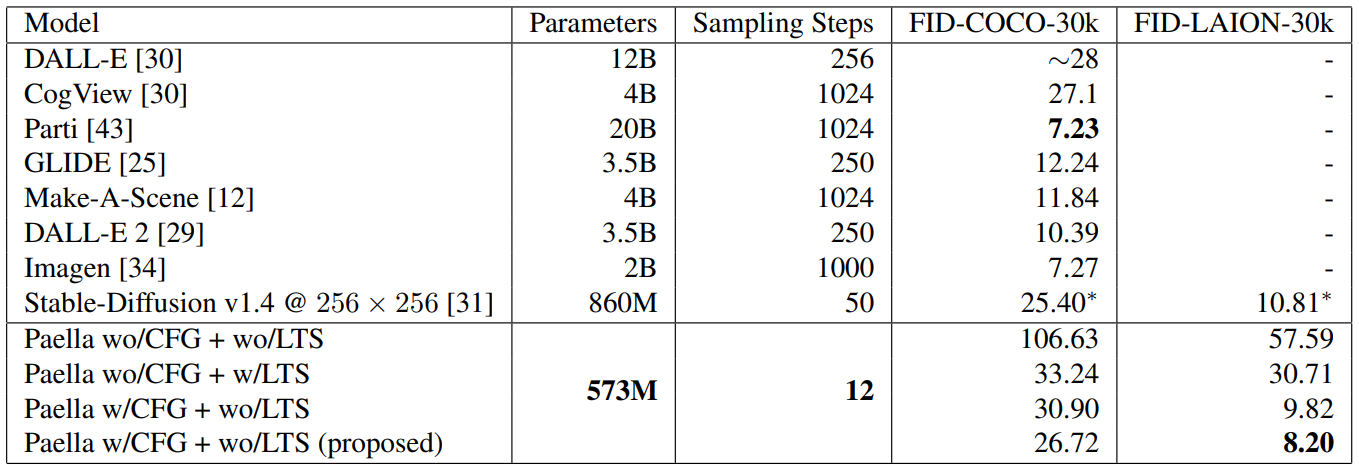 Model Parameters Sampling Steps FID-COCO-30k FID-LAION-30k
DALL-E [30] 12B 256 ∼28 -
CogView [30] 4B 1024 27.1 -
Parti [43] 20B 1024 7.23 -
GLIDE [25] 3.5B 250 12.24 -
Make-A-Scene [12] 4B 1024 11.84 -
DALL-E 2 [29] 3.5B 250 10.39 -
Imagen [34] 2B 1000 7.27 -
Stable-Diffusion v1.4 @ 256 × 256 [31] 860M 50 25.40* 10.81*
Paella wo/CFG + wo/LTS 106.63 57.59
Paella wo/CFG + w/LTS 33.24 30.71
573M 12
Paella w/CFG + wo/LTS 30.90 9.82
Paella w/CFG + wo/LTS (proposed) 26.72 8.20